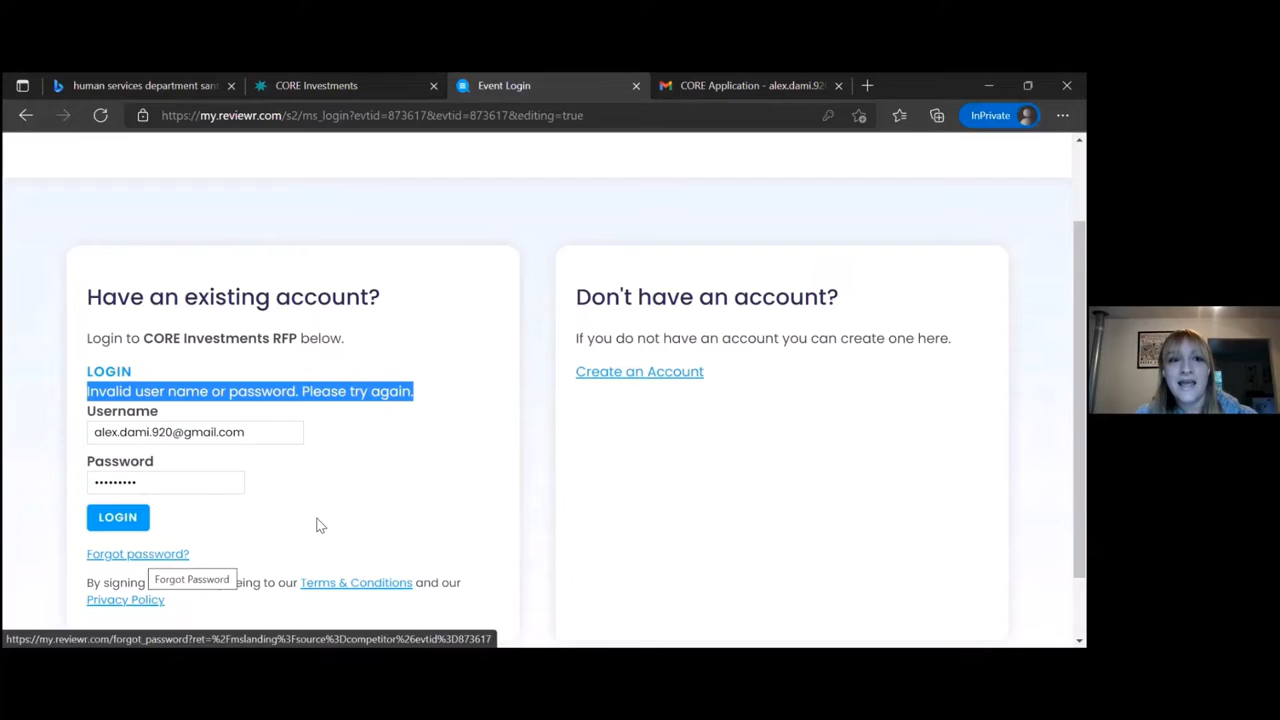 human services department sant
CORE Investments
Event Login
CORE Application - alex.dami.920
https://my.reviewr.com/s2/ms_login?evtid=873617&evtid=873617&editing=true
InPrivate
Have an existing account?
Login to CORE Investments RFP below.
LOGIN
Invalid user name or password. Please try again.
Username
alex.dami.920@gmail.com
Password
•••••••••
LOGIN
Forgot password?
Forgot Password
By signing eing to our Terms & Conditions and our
Privacy Policy
Don't have an account?
If you do not have an account you can create one here.
Create an Account
https://my.reviewr.com/forgot_password?ret=%2Fmslanding%3Fsource%3Dcompetitor%26evtid%3D873617